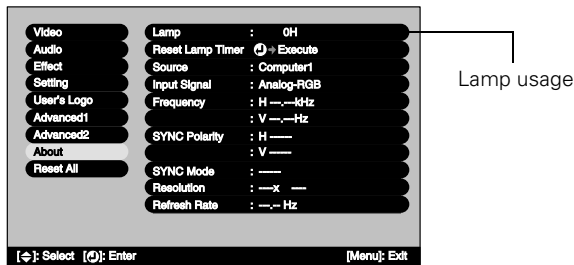 Video
Audio
Effect
Setting
User's Logo
Advanced1
Advanced2
About
Reset All
Lamp : 0H
Reset Lamp Timer Execute
Source : Computer1
Input Signal : Analog-RGB
Frequency : H ---.---kHz
: V ---.---Hz
SYNC Polarity : H ------
: V ------
SYNC Mode : ------
Resolution : ----x ----
Refresh Rate : ---.-- Hz
[ ]: Select [ ]: Enter [Menu]: Exit
Lamp usage